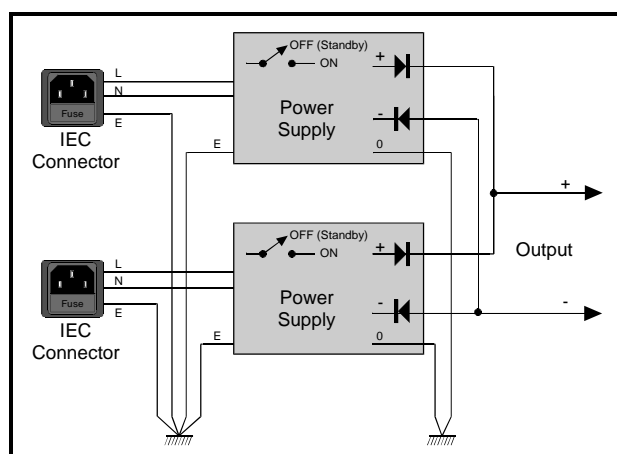 OFF (Standby)
ON
+
L
N
Fuse
E
IEC
Connector
Power
Supply
-
E
0
+
OFF (Standby)
ON
+
Output
L
N
Fuse
E
IEC
Connector
Power
Supply
-
-
E
0